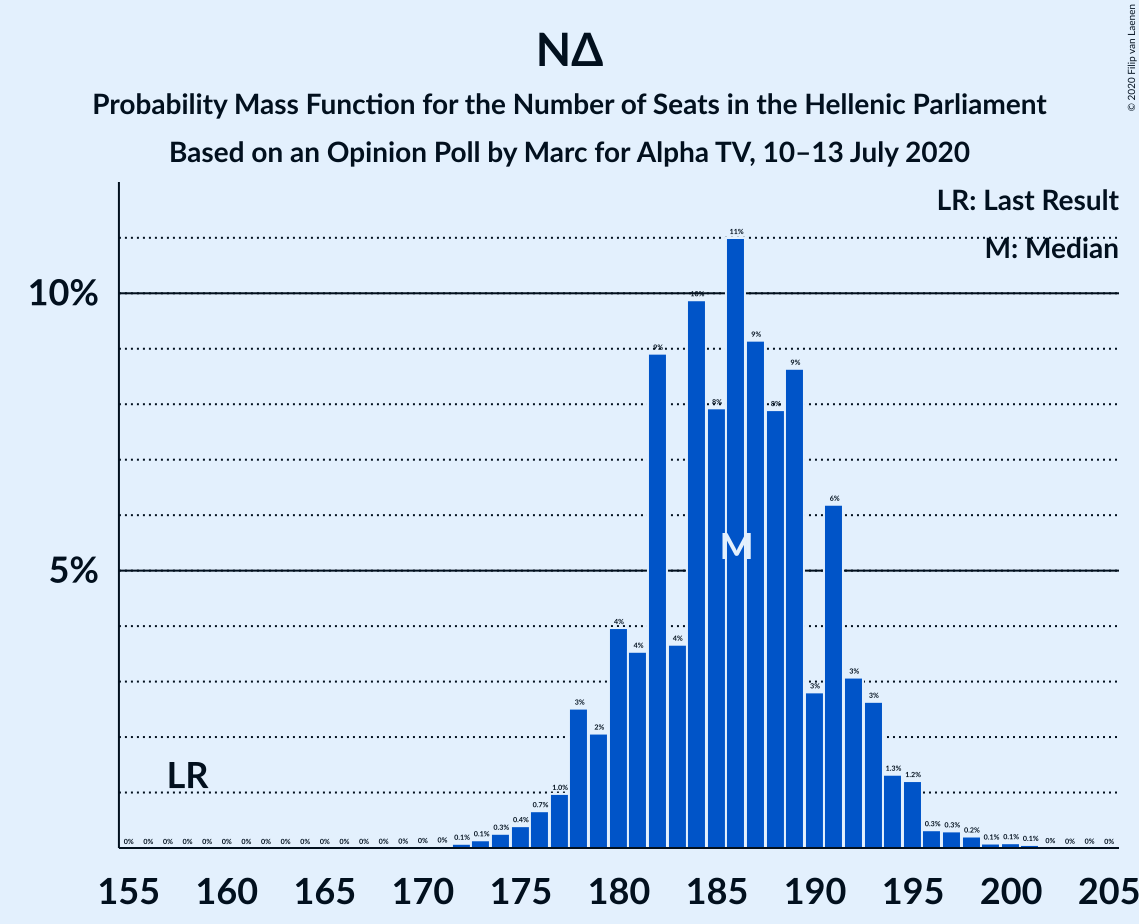 © 2020 Filip van Laenen
ΝΔ
Probability Mass Function for the Number of Seats in the Hellenic Parliament
Based on an Opinion Poll by Marc for Alpha TV, 10–13 July 2020
LR: Last Result
M: Median
10%
5%
LR
M
0% 0% 0% 0% 0% 0% 0% 0% 0% 0% 0% 0% 0% 0% 0% 0% 0% 0.1% 0.1% 0.3% 0.4% 0.7% 1.0% 3% 2% 4% 4% 9% 4% 10% 8% 11% 9% 8% 9% 3% 6% 3% 3% 1.3% 1.2% 0.3% 0.3% 0.2% 0.1% 0.1% 0.1% 0% 0% 0% 0%
155 160 165 170 175 180 185 190 195 200 205